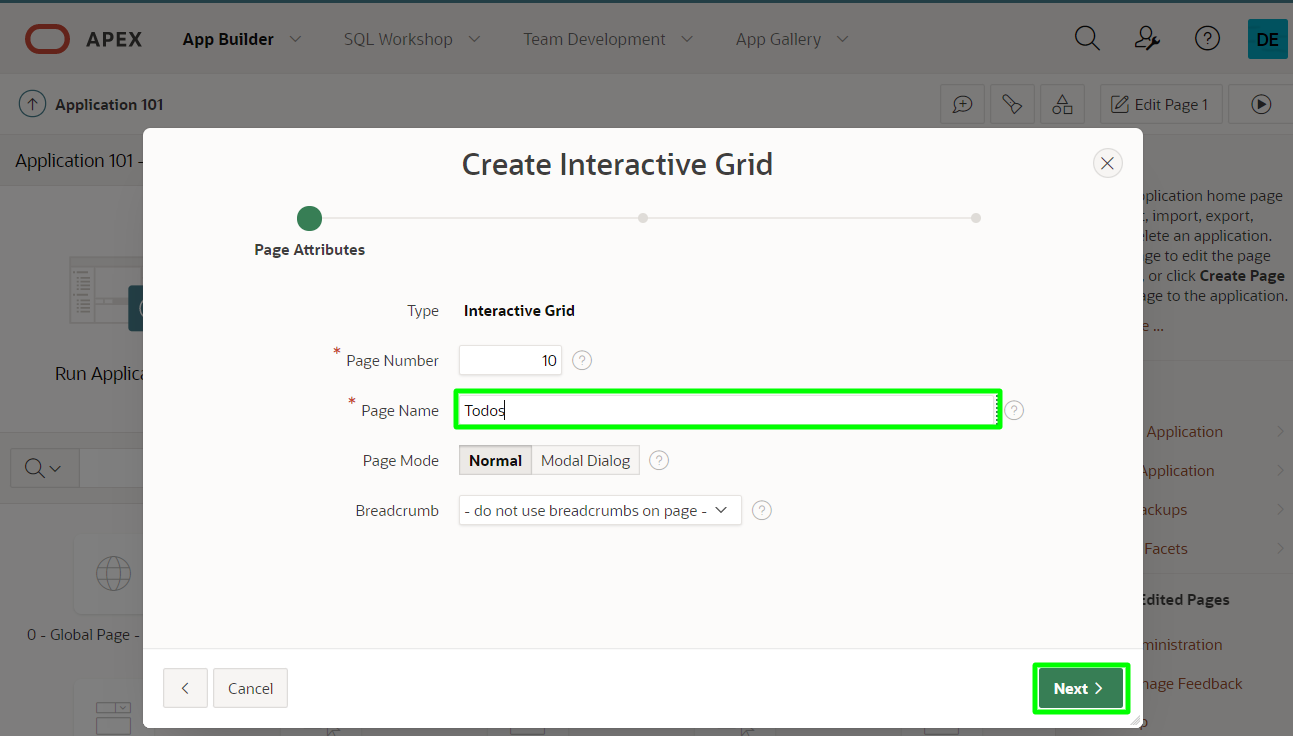 APEX App Builder SQL Workshop Team Development App Gallery DE
Application 101 Edit Page 1
Application 101 -
Create Interactive Grid
Page Attributes
Type Interactive Grid
* Page Number 10 ?
* Page Name Todos ?
Page Mode Normal Modal Dialog ?
Breadcrumb - do not use breadcrumbs on page - ?
Cancel Next
Run Applica
0 - Global Page -
pplication home page
, import, export,
lete an application.
ge to edit the page
, or click Create Page
age to the application.
e ...
Application
Application
ackups
Facets
Edited Pages
ministration
nage Feedback
p